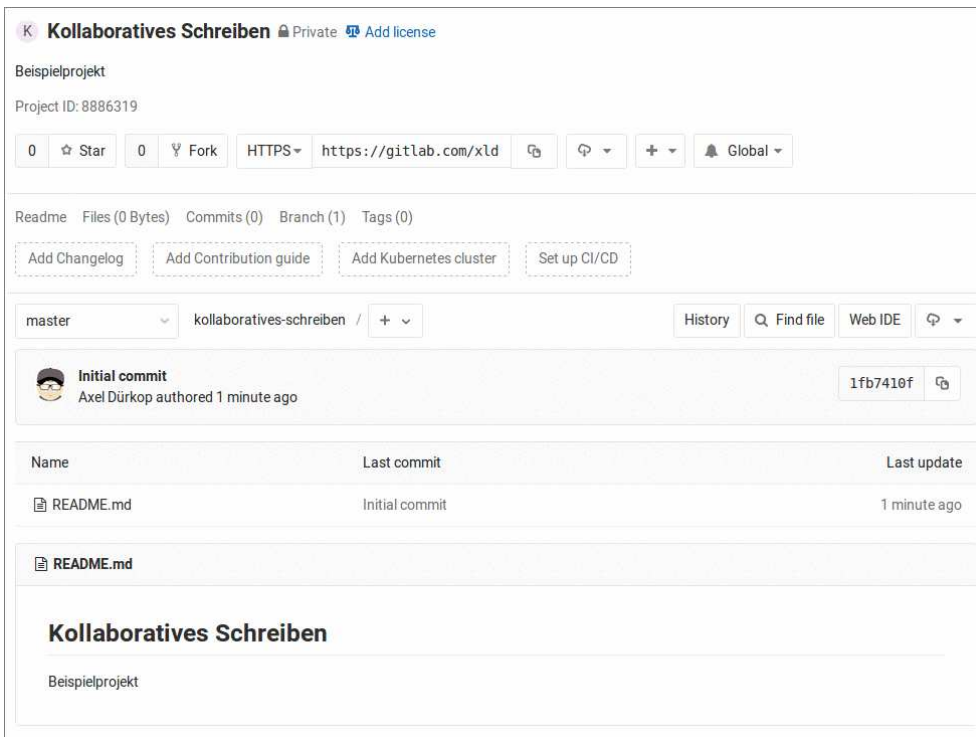 K Kollaboratives Schreiben Private Add license
Beispielprojekt
Project ID: 8886319
0 Star 0 Fork HTTPS https://gitlab.com/xld Global
Readme Files (0 Bytes) Commits (0) Branch (1) Tags (0)
Add Changelog Add Contribution guide Add Kubernetes cluster Set up CI/CD
master kollaboratives-schreiben / + History Find file Web IDE
Initial commit
Axel Dürkop authored 1 minute ago
1fb7410f
Name Last commit Last update
README.md Initial commit 1 minute ago
README.md
Kollaboratives Schreiben
Beispielprojekt